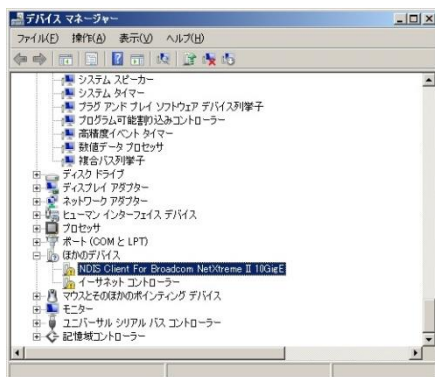 デバイス マネージャー
ファイル(F) 操作(A) 表示(V) ヘルプ(H)
システム スピーカー
システム タイマー
プラグ アンド プレイ ソフトウェア デバイス列挙子
プログラム可能割り込みコントローラー
高精度イベント タイマー
数値データ プロセッサ
複合バス列挙子
ディスク ドライブ
ディスプレイ アダプター
ネットワーク アダプター
ヒューマン インターフェイス デバイス
プロセッサ
ポート (COM と LPT)
ほかのデバイス
NDIS Client For Broadcom NetXtreme II 10GigE
イーサネット コントローラー
マウスとそのほかのポインティング デバイス
モニター
ユニバーサル シリアル バス コントローラー
記憶域コントローラー